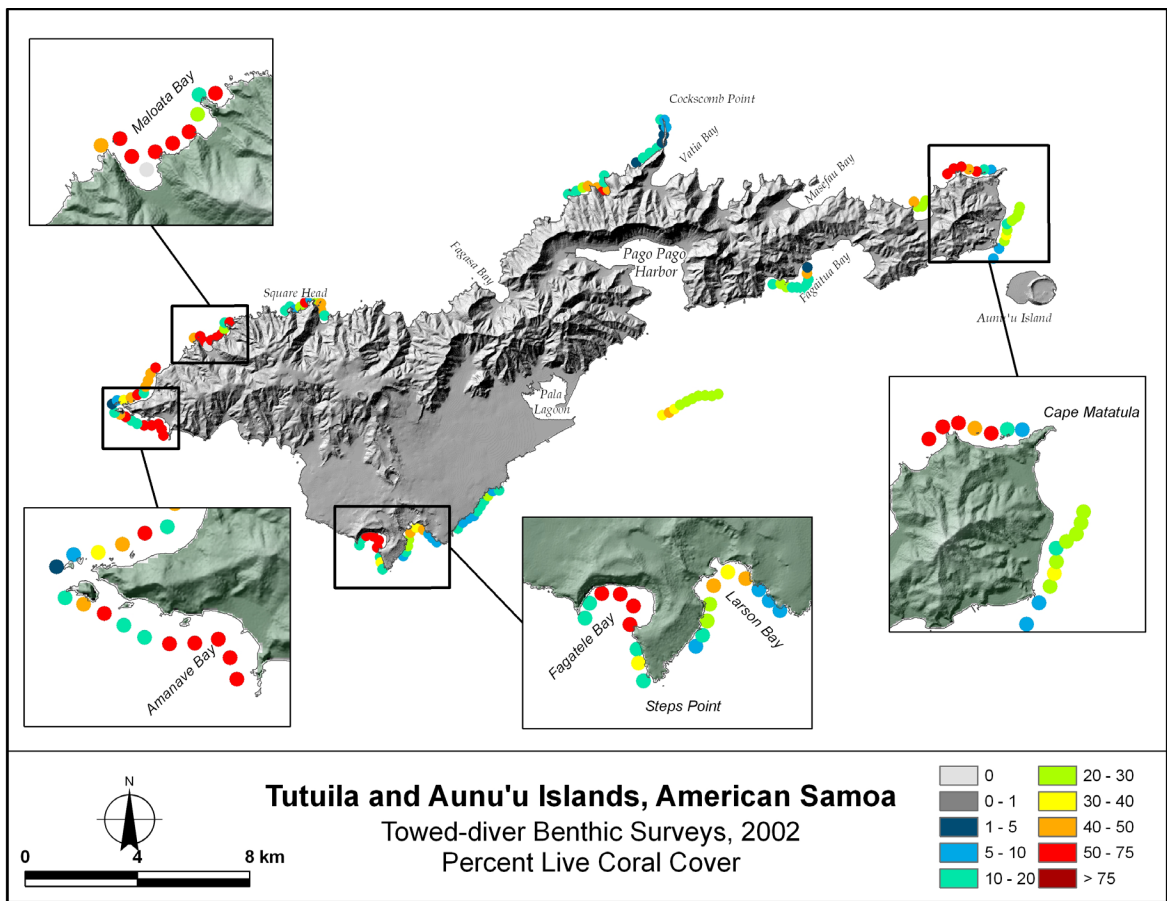 Maloata Bay
Cockscomb Point
Vatia Bay
Masefau Bay
Fagasa Bay
Pago Pago
Harbor
Fagaitua Bay
Square Head
Aunu'u Island
Pala
Lagoon
Cape Matatula
Amanave Bay
Fagatele Bay
Larson Bay
Steps Point
N
0 4 8 km
Tutuila and Aunu'u Islands, American Samoa
Towed-diver Benthic Surveys, 2002
Percent Live Coral Cover
0
0 - 1
1 - 5
5 - 10
10 - 20
20 - 30
30 - 40
40 - 50
50 - 75
> 75